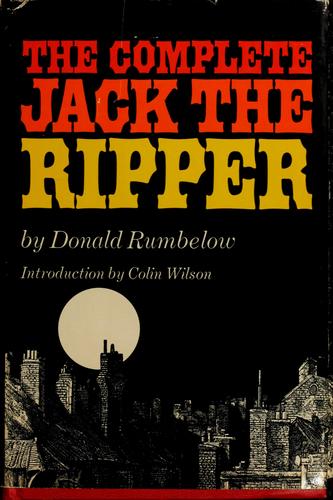 THE COMPLETE
JACK THE
RIPPER
by Donald Rumbelow
Introduction by Colin Wilson